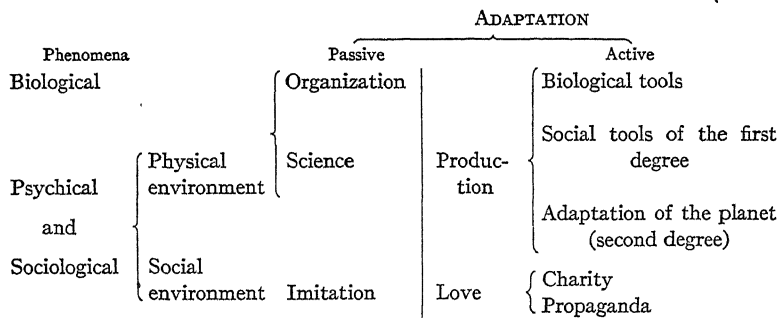 ADAPTATION
Phenomena Passive Active
Biological Organization Biological tools
Social tools of the first
Physical Science Produc- degree
Psychical environment tion
and Adaptation of the planet
(second degree)
Sociological Social Charity
environment Imitation Love Propaganda